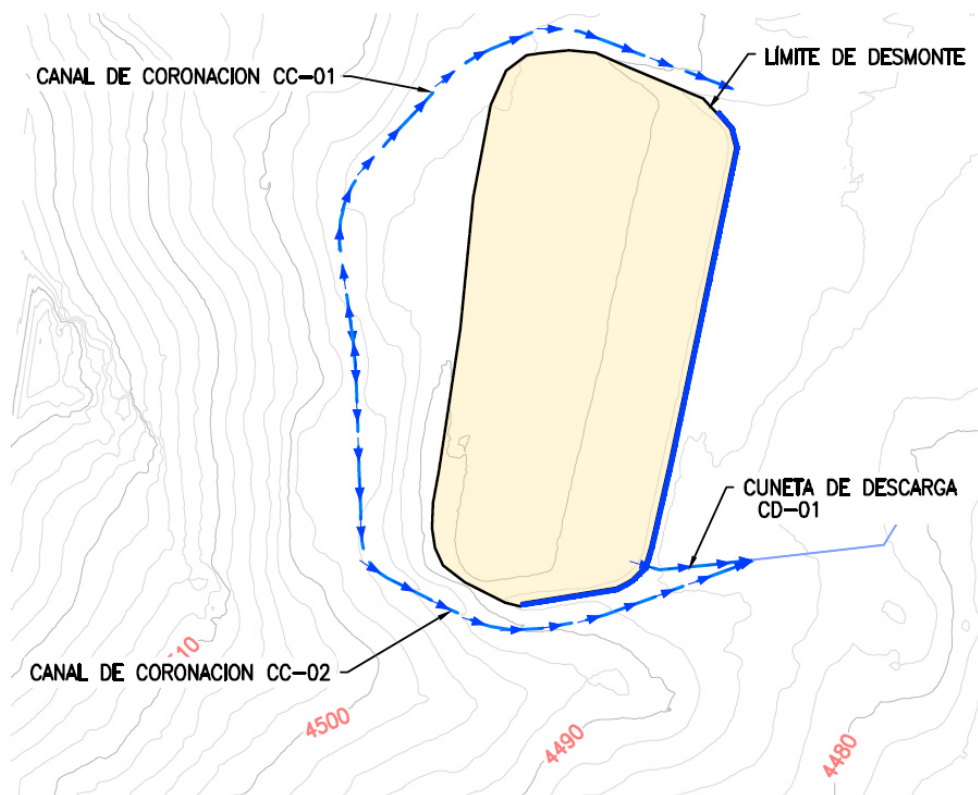 CANAL DE CORONACION CC-01
LÍMITE DE DESMONTE
CUNETA DE DESCARGA
CD-01
CANAL DE CORONACION CC-02
4500
4490
4480